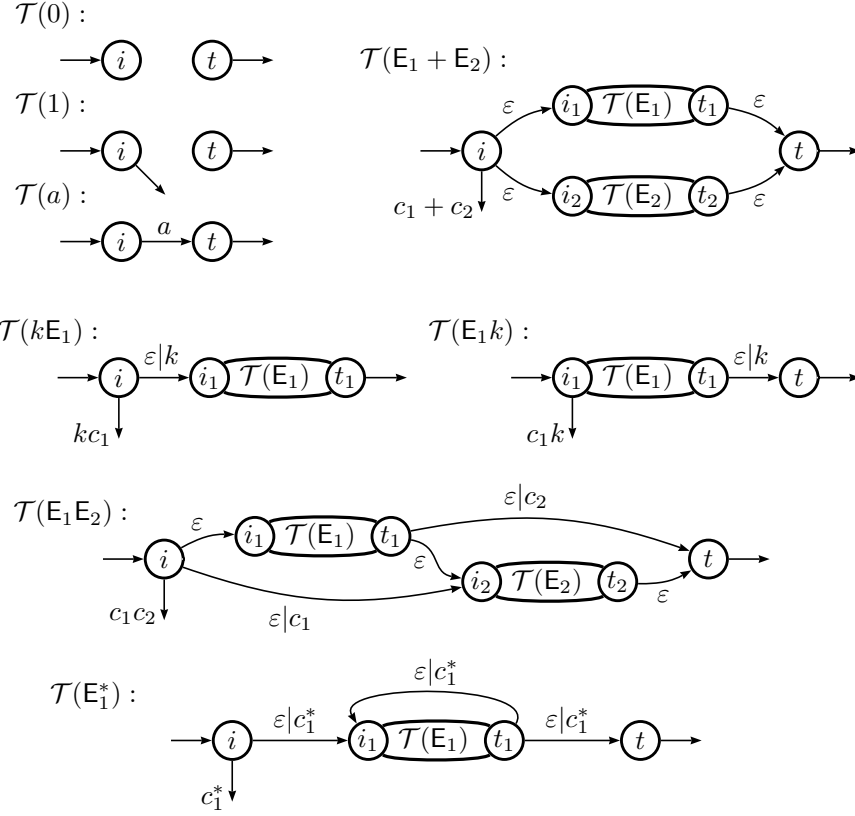 𝒯(0) :
i t
𝒯(1) :
i t
𝒯(a) :
i a t
𝒯(E₁ + E₂) :
ε i₁ 𝒯(E₁) t₁ ε
i t
ε i₂ 𝒯(E₂) t₂ ε
c₁ + c₂
𝒯(kE₁) :
i ε|k i₁ 𝒯(E₁) t₁
kc₁
𝒯(E₁k) :
i₁ 𝒯(E₁) t₁ ε|k t
c₁k
𝒯(E₁E₂) :
ε|c₂
ε i₁ 𝒯(E₁) t₁
i ε t
i₂ 𝒯(E₂) t₂ ε
c₁c₂
ε|c₁
𝒯(E₁*) :
ε|c₁*
i ε|c₁* i₁ 𝒯(E₁) t₁ ε|c₁* t
c₁*